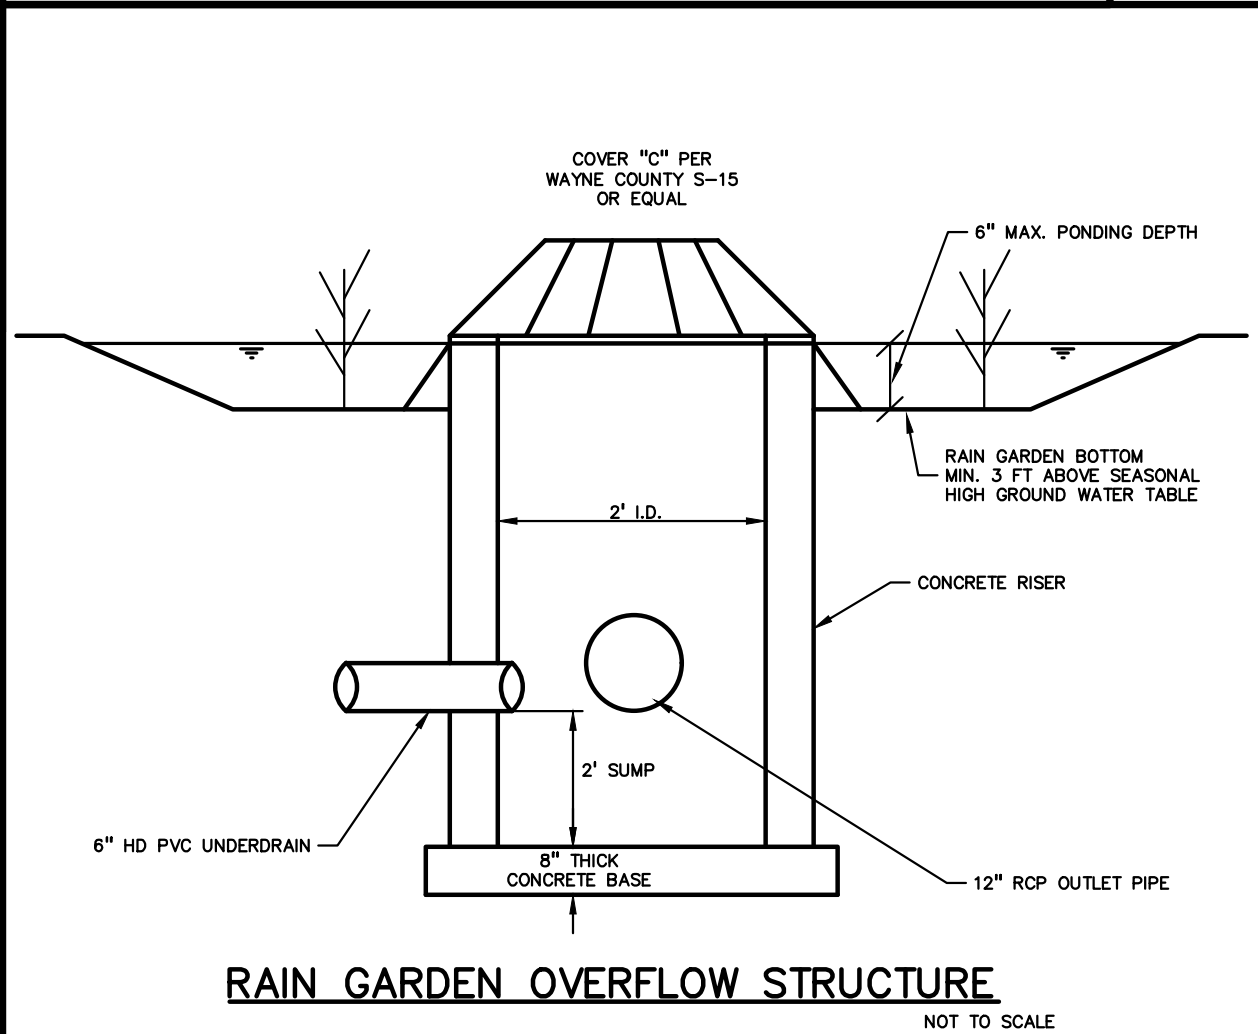 COVER "C" PER
WAYNE COUNTY S-15
OR EQUAL
6" MAX. PONDING DEPTH
RAIN GARDEN BOTTOM
MIN. 3 FT ABOVE SEASONAL
HIGH GROUND WATER TABLE
2' I.D.
CONCRETE RISER
2' SUMP
6" HD PVC UNDERDRAIN
8" THICK
CONCRETE BASE
12" RCP OUTLET PIPE
RAIN GARDEN OVERFLOW STRUCTURE
NOT TO SCALE